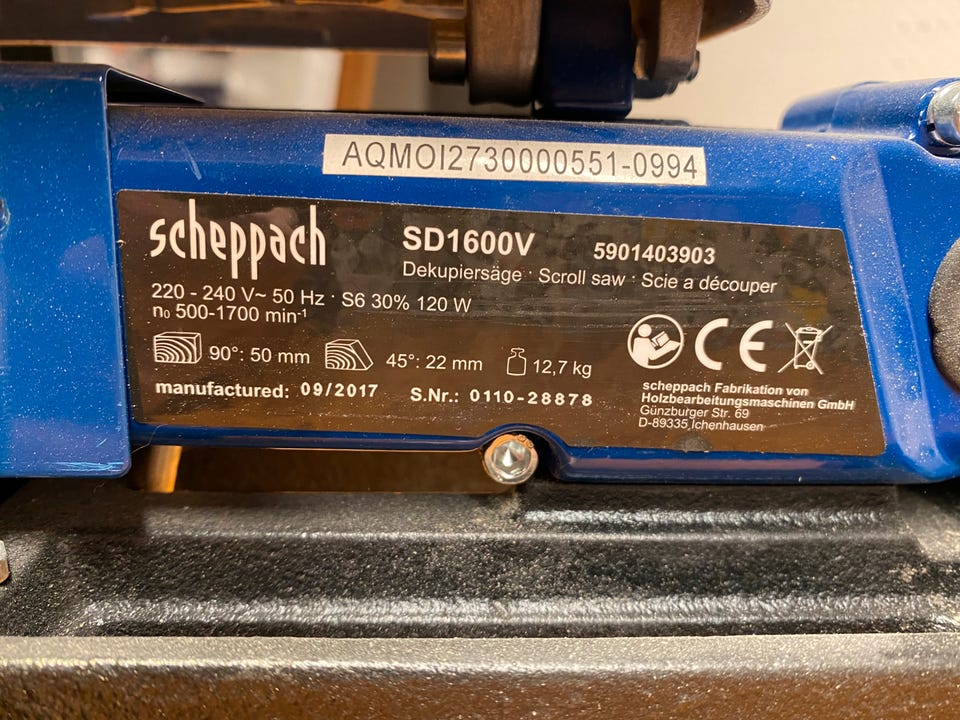 AQMOI2730000551-0994
scheppach
SD1600V 5901403903
Dekupiersäge · Scroll saw · Scie a découper
220 - 240 V~ 50 Hz · S6 30% 120 W
n₀ 500-1700 min⁻¹
90°: 50 mm 45°: 22 mm 12,7 kg
manufactured: 09/2017 S.Nr.: 0110-28878
CE
scheppach Fabrikation von
Holzbearbeitungsmaschinen GmbH
Günzburger Str. 69
D-89335 Ichenhausen